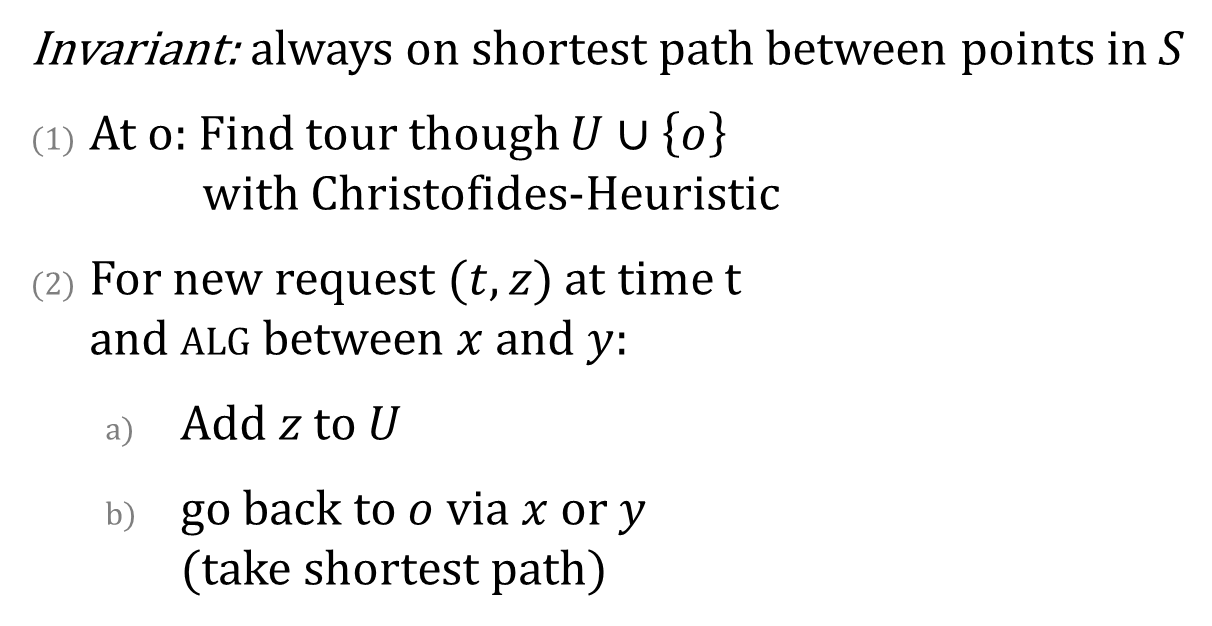 Invariant: always on shortest path between points in S
(1) At o: Find tour though U ∪ {o}
with Christofides-Heuristic
(2) For new request (t, z) at time t
and ALG between x and y:
a) Add z to U
b) go back to o via x or y
(take shortest path)